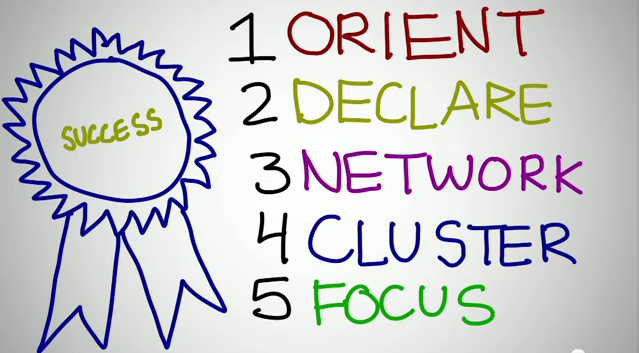 SUCCESS
1 ORIENT
2 DECLARE
3 NETWORK
4 CLUSTER
5 FOCUS